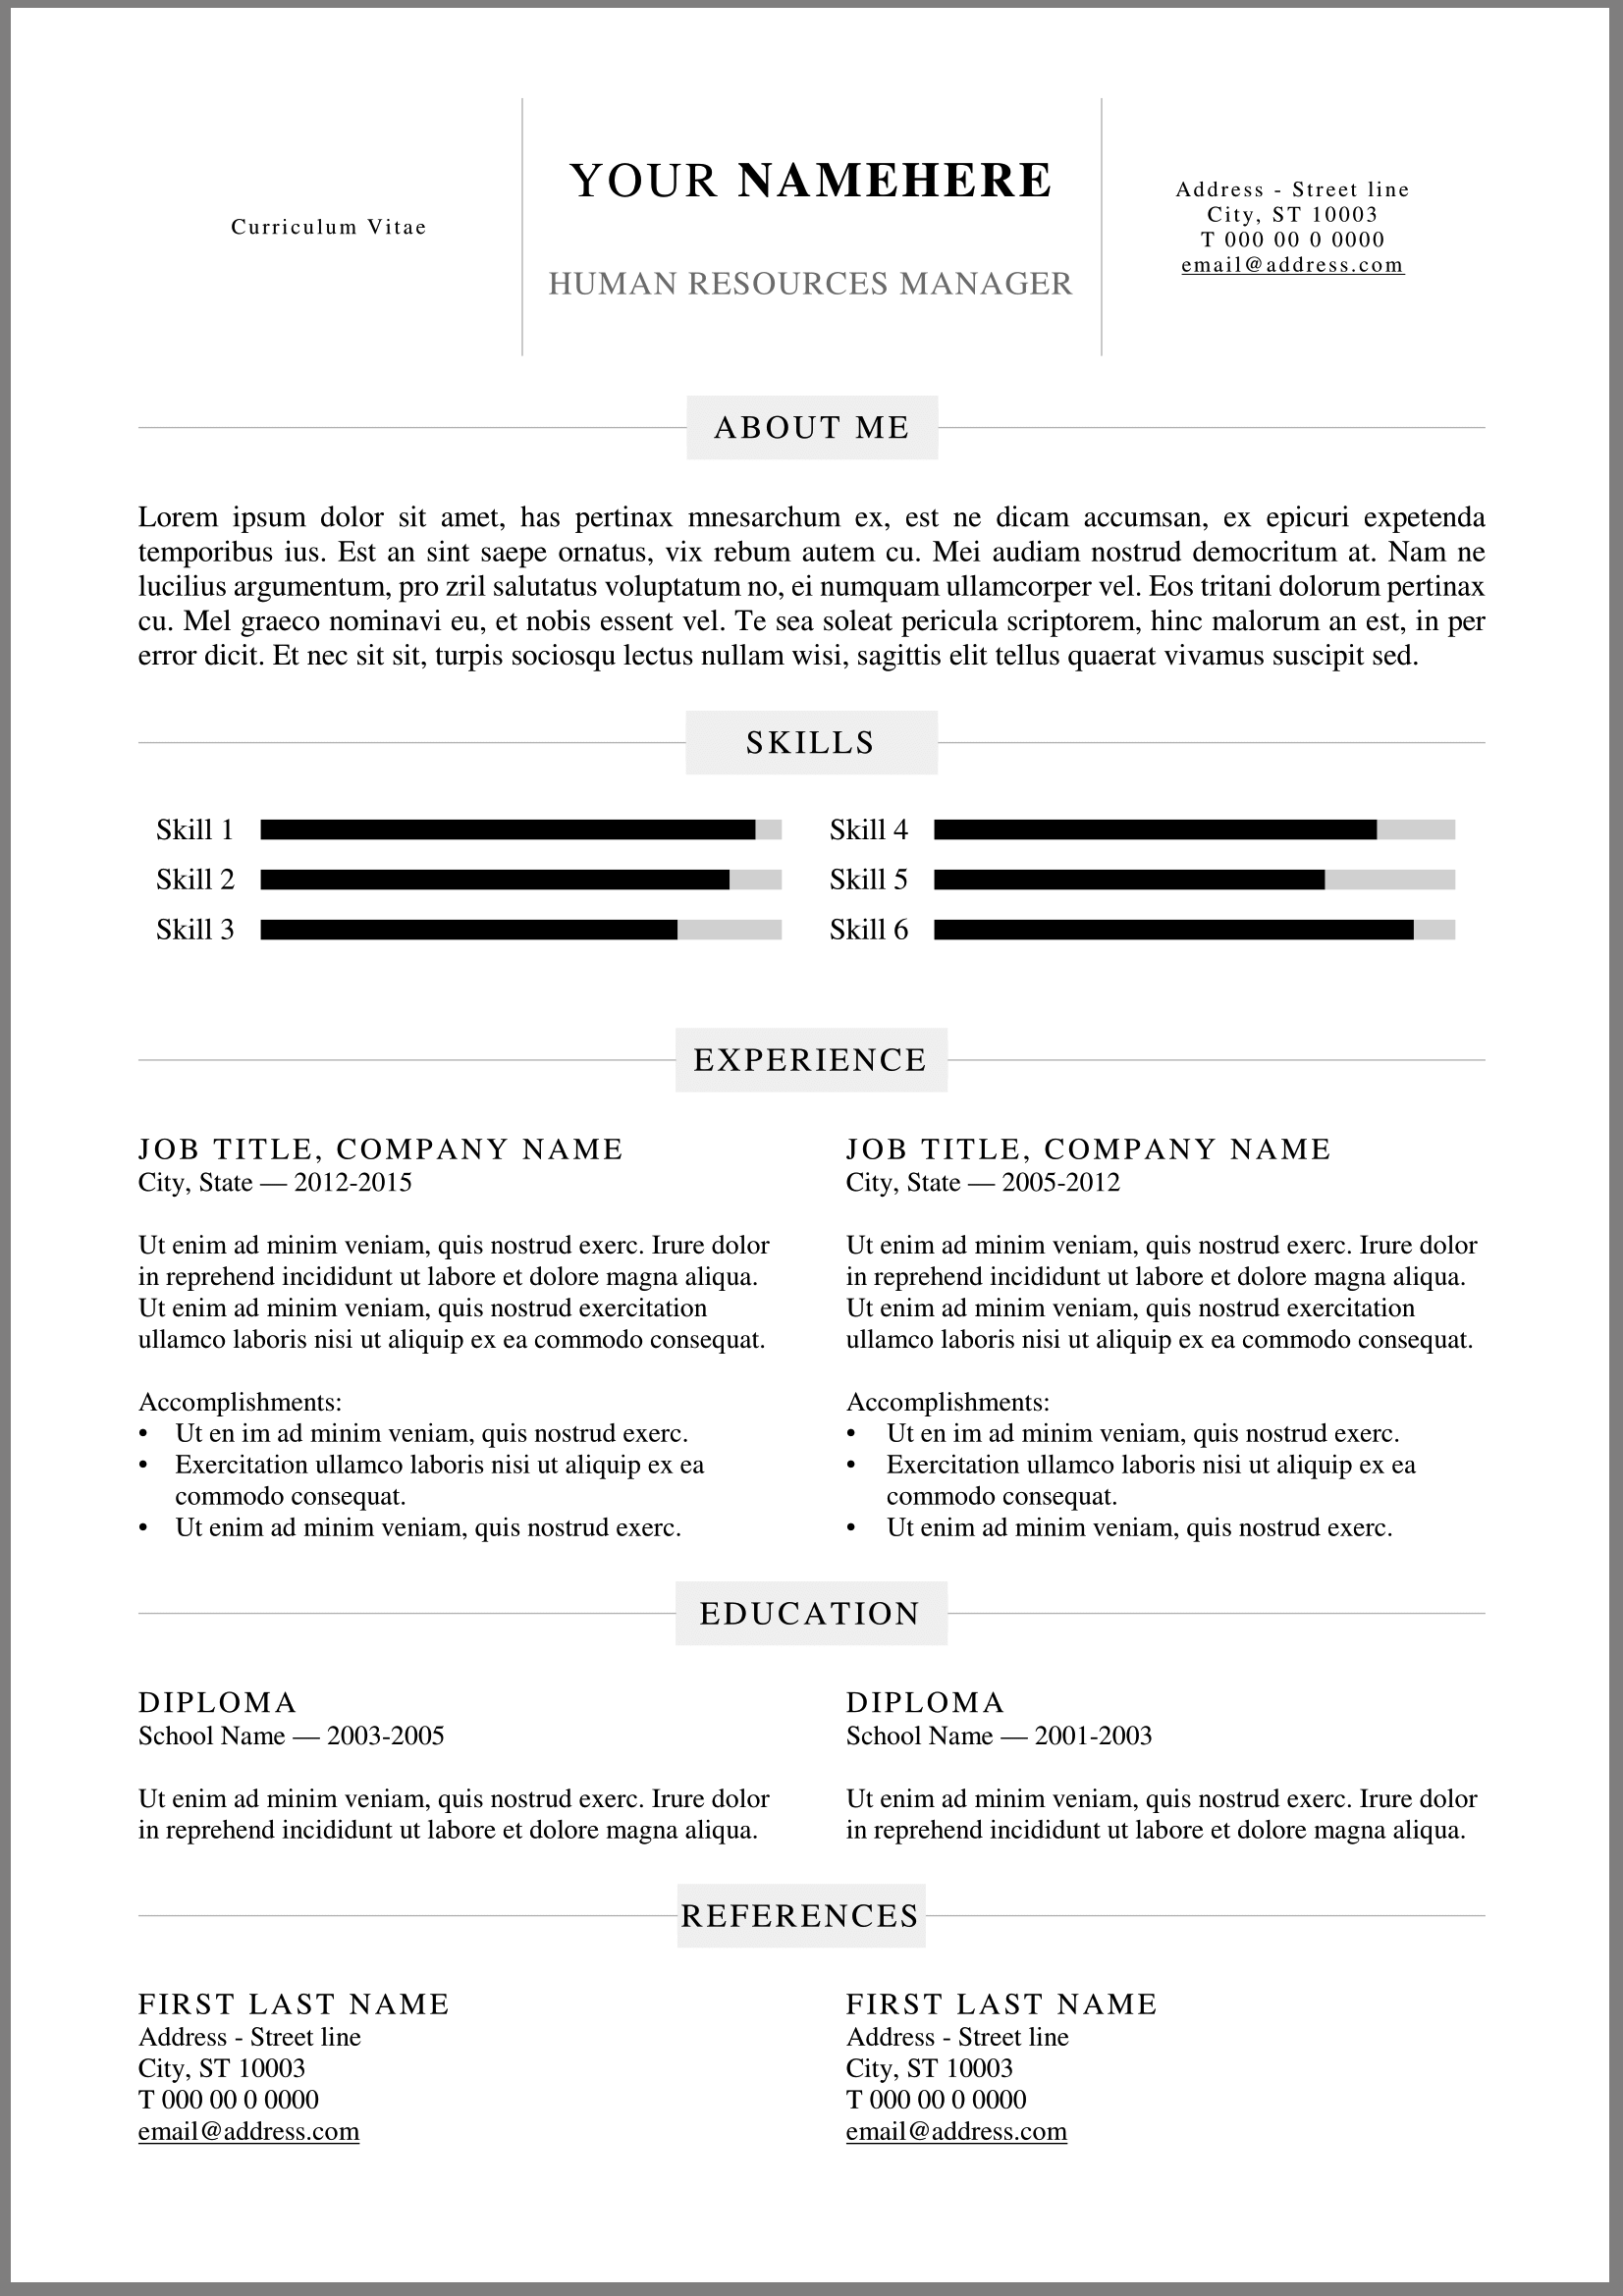 Curriculum Vitae
YOUR NAMEHERE
HUMAN RESOURCES MANAGER
Address - Street line
City, ST 10003
T 000 00 0 0000
email@address.com
ABOUT ME
Lorem ipsum dolor sit amet, has pertinax mnesarchum ex, est ne dicam accumsan, ex epicuri expetenda
temporibus ius. Est an sint saepe ornatus, vix rebum autem cu. Mei audiam nostrud democritum at. Nam ne
lucilius argumentum, pro zril salutatus voluptatum no, ei numquam ullamcorper vel. Eos tritani dolorum pertinax
cu. Mel graeco nominavi eu, et nobis essent vel. Te sea soleat pericula scriptorem, hinc malorum an est, in per
error dicit. Et nec sit sit, turpis sociosqu lectus nullam wisi, sagittis elit tellus quaerat vivamus suscipit sed.
SKILLS
Skill 1
Skill 2
Skill 3
Skill 4
Skill 5
Skill 6
EXPERIENCE
JOB TITLE, COMPANY NAME
City, State — 2012-2015
Ut enim ad minim veniam, quis nostrud exerc. Irure dolor
in reprehend incididunt ut labore et dolore magna aliqua.
Ut enim ad minim veniam, quis nostrud exercitation
ullamco laboris nisi ut aliquip ex ea commodo consequat.
Accomplishments:
• Ut en im ad minim veniam, quis nostrud exerc.
• Exercitation ullamco laboris nisi ut aliquip ex ea
commodo consequat.
• Ut enim ad minim veniam, quis nostrud exerc.
JOB TITLE, COMPANY NAME
City, State — 2005-2012
Ut enim ad minim veniam, quis nostrud exerc. Irure dolor
in reprehend incididunt ut labore et dolore magna aliqua.
Ut enim ad minim veniam, quis nostrud exercitation
ullamco laboris nisi ut aliquip ex ea commodo consequat.
Accomplishments:
• Ut en im ad minim veniam, quis nostrud exerc.
• Exercitation ullamco laboris nisi ut aliquip ex ea
commodo consequat.
• Ut enim ad minim veniam, quis nostrud exerc.
EDUCATION
DIPLOMA
School Name — 2003-2005
Ut enim ad minim veniam, quis nostrud exerc. Irure dolor
in reprehend incididunt ut labore et dolore magna aliqua.
DIPLOMA
School Name — 2001-2003
Ut enim ad minim veniam, quis nostrud exerc. Irure dolor
in reprehend incididunt ut labore et dolore magna aliqua.
REFERENCES
FIRST LAST NAME
Address - Street line
City, ST 10003
T 000 00 0 0000
email@address.com
FIRST LAST NAME
Address - Street line
City, ST 10003
T 000 00 0 0000
email@address.com